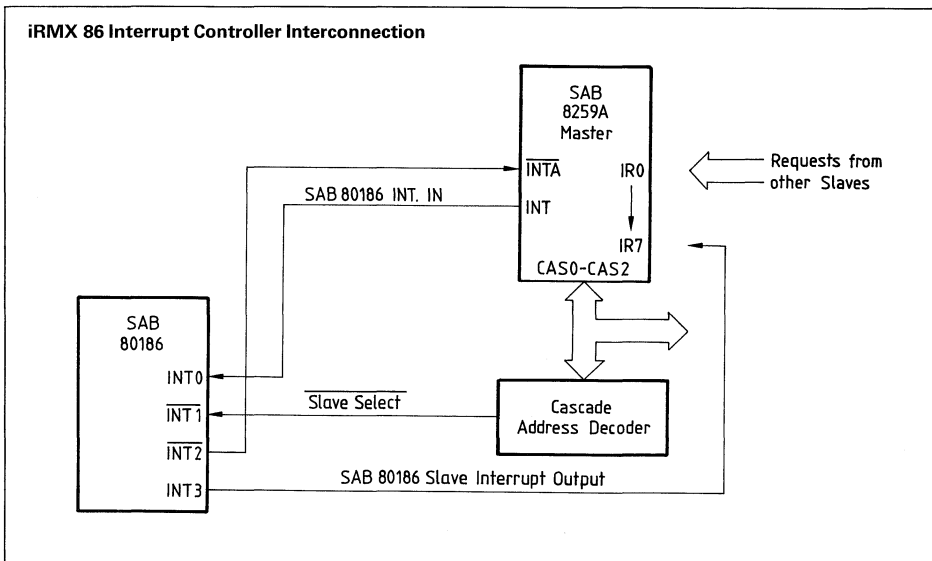 iRMX 86 Interrupt Controller Interconnection
SAB
8259A
Master
INTA
IR0
Requests from
other Slaves
SAB 80186 INT. IN
INT
IR7
CAS0-CAS2
SAB
80186
INT0
INT1
Slave Select
Cascade
Address Decoder
INT2
INT3
SAB 80186 Slave Interrupt Output